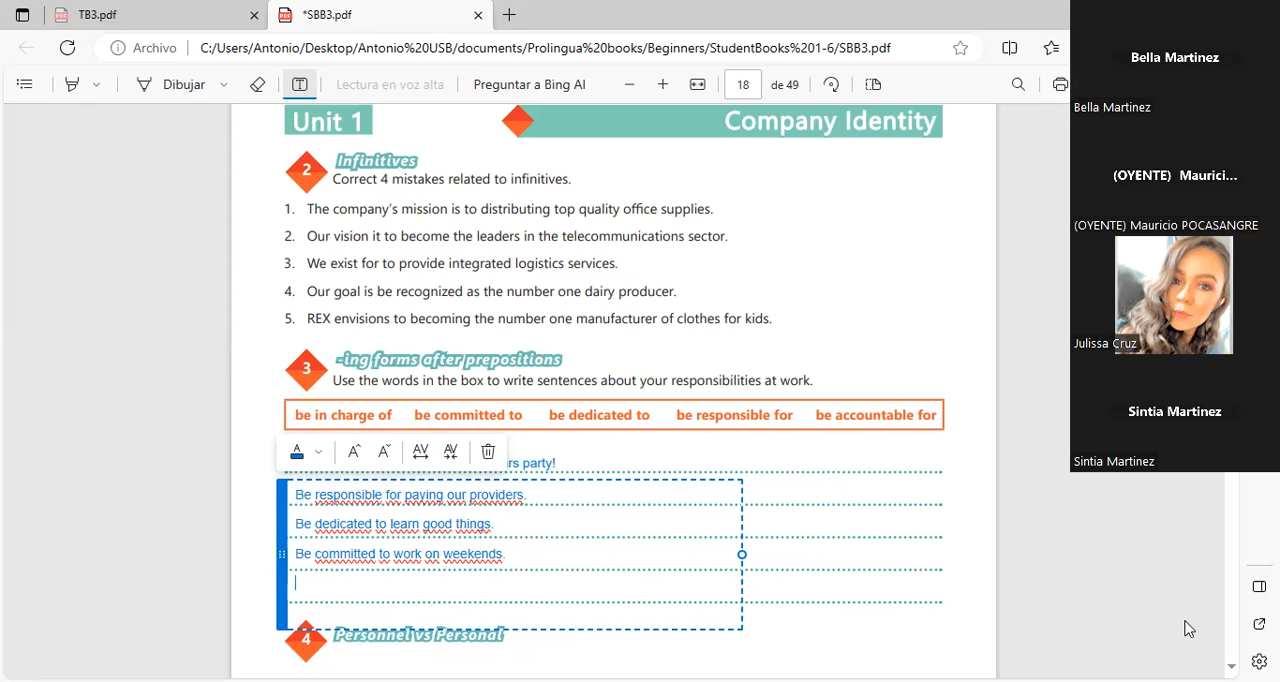 TB3.pdf
*SBB3.pdf
Archivo
C:/Users/Antonio/Desktop/Antonio%20USB/documents/Prolingua%20books/Beginners/StudentBooks%201-6/SBB3.pdf
Dibujar
Lectura en voz alta
Preguntar a Bing AI
18 de 49
Unit 1
Company Identity
2
Infinitives
Correct 4 mistakes related to infinitives.
1. The company's mission is to distributing top quality office supplies.
2. Our vision it to become the leaders in the telecommunications sector.
3. We exist for to provide integrated logistics services.
4. Our goal is be recognized as the number one dairy producer.
5. REX envisions to becoming the number one manufacturer of clothes for kids.
3
-ing forms after prepositions
Use the words in the box to write sentences about your responsibilities at work.
be in charge of be committed to be dedicated to be responsible for be accountable for
rs party!
Be responsible for paying our providers.
Be dedicated to learn good things.
Be committed to work on weekends.
4
Personnel vs Personal
Bella Martinez
Bella Martinez
(OYENTE) Maurici...
(OYENTE) Mauricio POCASANGRE
Julissa Cruz
Sintia Martinez
Sintia Martinez